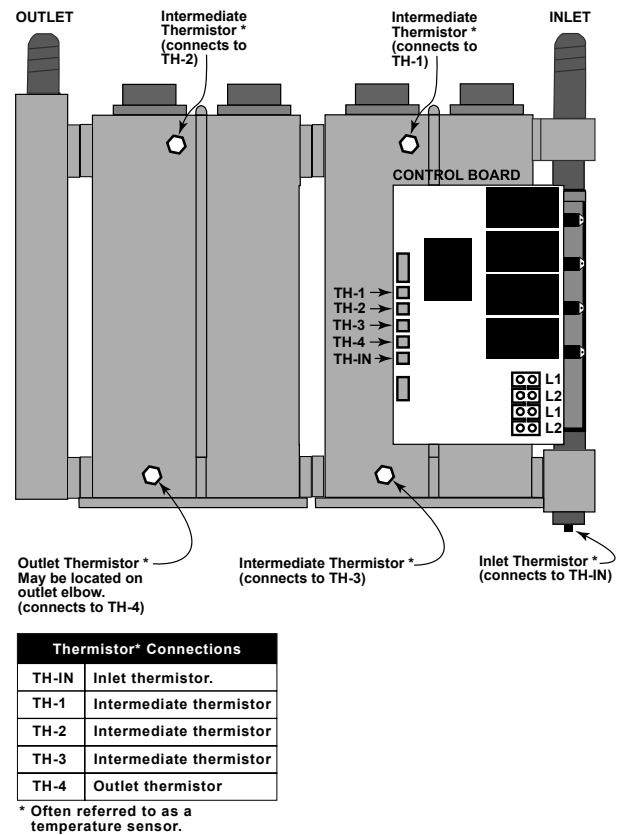 OUTLET
Intermediate
Thermistor *
(connects to
TH-2)
Intermediate
Thermistor *
(connects to
TH-1)
INLET
CONTROL BOARD
TH-1
TH-2
TH-3
TH-4
TH-IN
L1
L2
L1
L2
Outlet Thermistor *
May be located on
outlet elbow.
(connects to TH-4)
Intermediate Thermistor *
(connects to TH-3)
Inlet Thermistor *
(connects to TH-IN)
Thermistor* Connections
TH-IN Inlet thermistor.
TH-1 Intermediate thermistor
TH-2 Intermediate thermistor
TH-3 Intermediate thermistor
TH-4 Outlet thermistor
* Often referred to as a
temperature sensor.